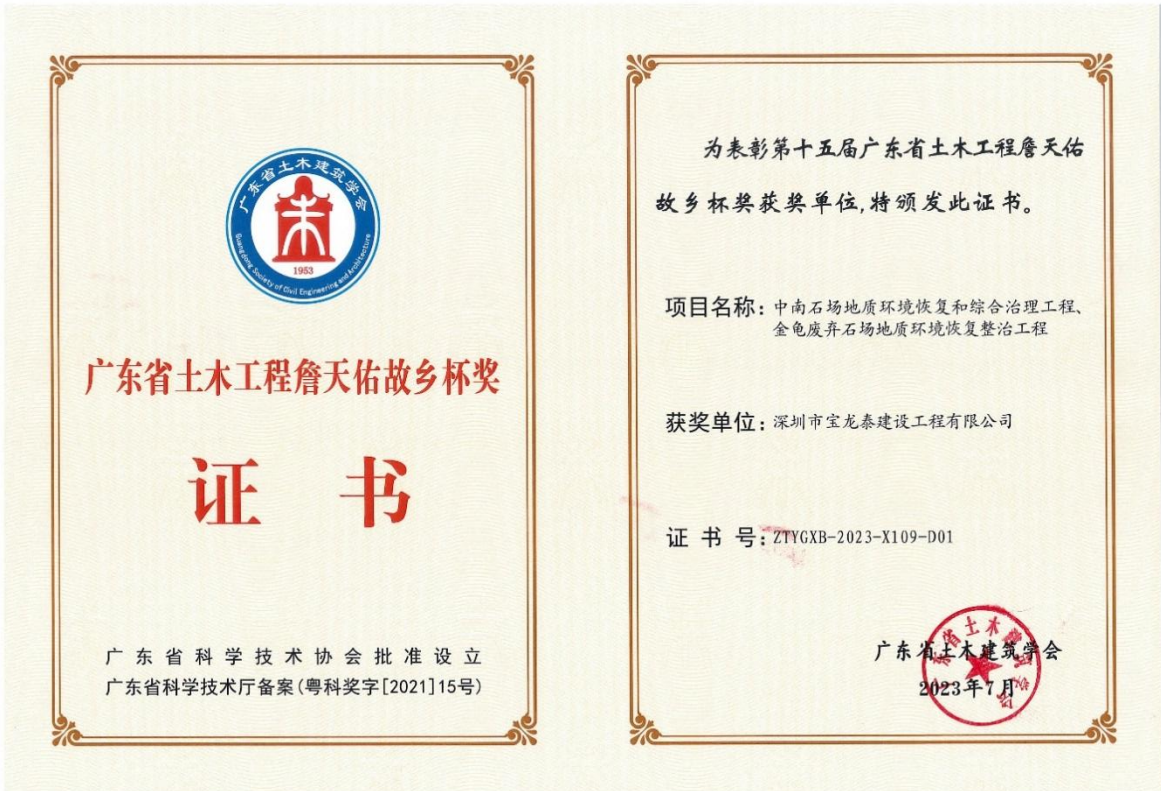 广东省土木建筑学会
1953
Guangdong Society of Civil Engineering and Architecture
广东省土木工程詹天佑故乡杯奖
证 书
广东省科学技术协会批准设立
广东省科学技术厅备案(粤科奖字[2021]15号)
为表彰第十五届广东省土木工程詹天佑
故乡杯奖获奖单位,特颁发此证书。
项目名称：中南石场地质环境恢复和综合治理工程、
金龟废弃石场地质环境恢复整治工程
获奖单位：深圳市宝龙泰建设工程有限公司
证 书 号：ZTYGXB-2023-X109-D01
广东省土木建筑学会
2023年7月
广东省土木建筑学会